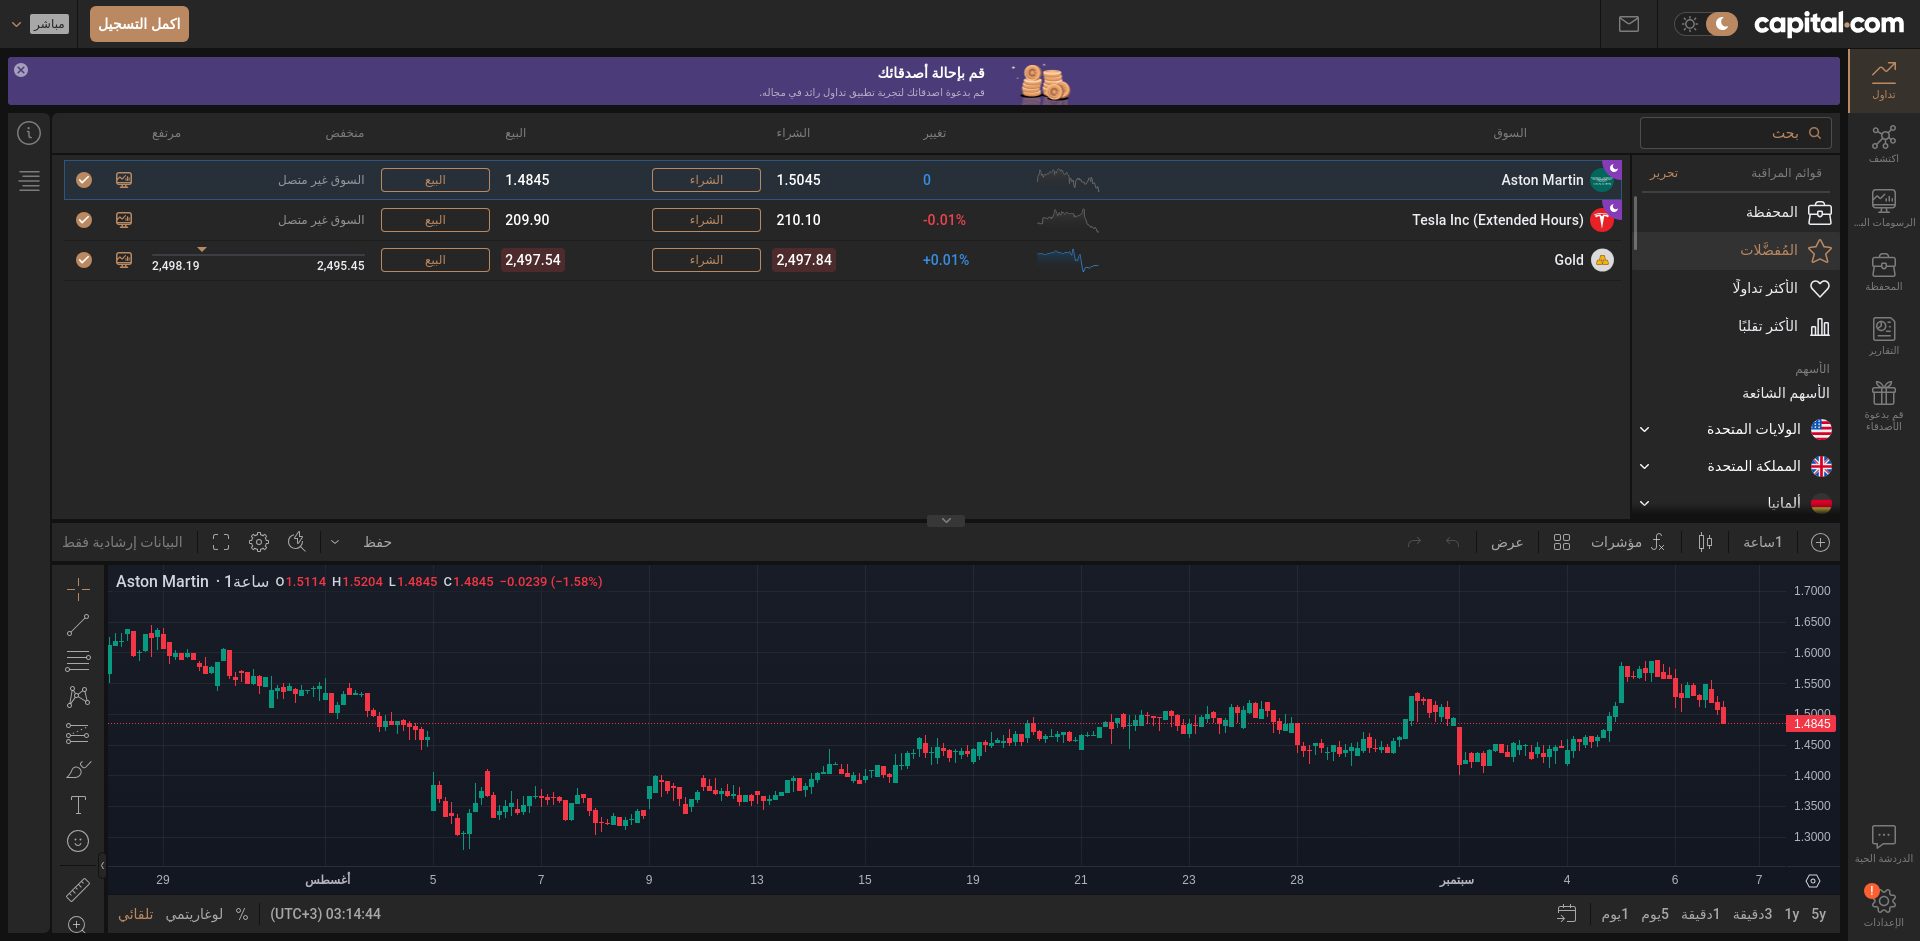 capital.com
اكمل التسجيل
مباشر
قم بإحالة أصدقائك
قم بدعوة اصدقائك لتجربة تطبيق تداول رائد في مجاله.
تداول
اكتشف
الرسومات الب...
المحفظة
التقارير
قم بدعوة
الأصدقاء
الدردشة الحية
!
الإعدادات
بحث
قوائم المراقبة تحرير
المحفظة
المُفضَّلات
الأكثر تداولًا
الأكثر تقلبًا
الأسهم
الأسهم الشائعة
الولايات المتحدة
المملكة المتحدة
ألمانيا
السوق تغيير الشراء البيع منخفض مرتفع
Aston Martin 0 1.5045 الشراء 1.4845 البيع السوق غير متصل
Tesla Inc (Extended Hours) -0.01% 210.10 الشراء 209.90 البيع السوق غير متصل
Gold +0.01% 2,497.84 الشراء 2,497.54 البيع 2,495.45 2,498.19
1ساعة مؤشرات عرض حفظ البيانات إرشادية فقط
Aston Martin · 1ساعة O1.5114 H1.5204 L1.4845 C1.4845 −0.0239 (−1.58%)
1.7000
1.6500
1.6000
1.5500
1.5000
1.4845
1.4500
1.4000
1.3500
1.3000
29 أغسطس 5 7 9 13 15 19 21 23 28 سبتمبر 4 6 7
تلقائي لوغاريتمي % (UTC+3) 03:14:44
1يوم 5يوم 1دقيقة 3دقيقة 1y 5y